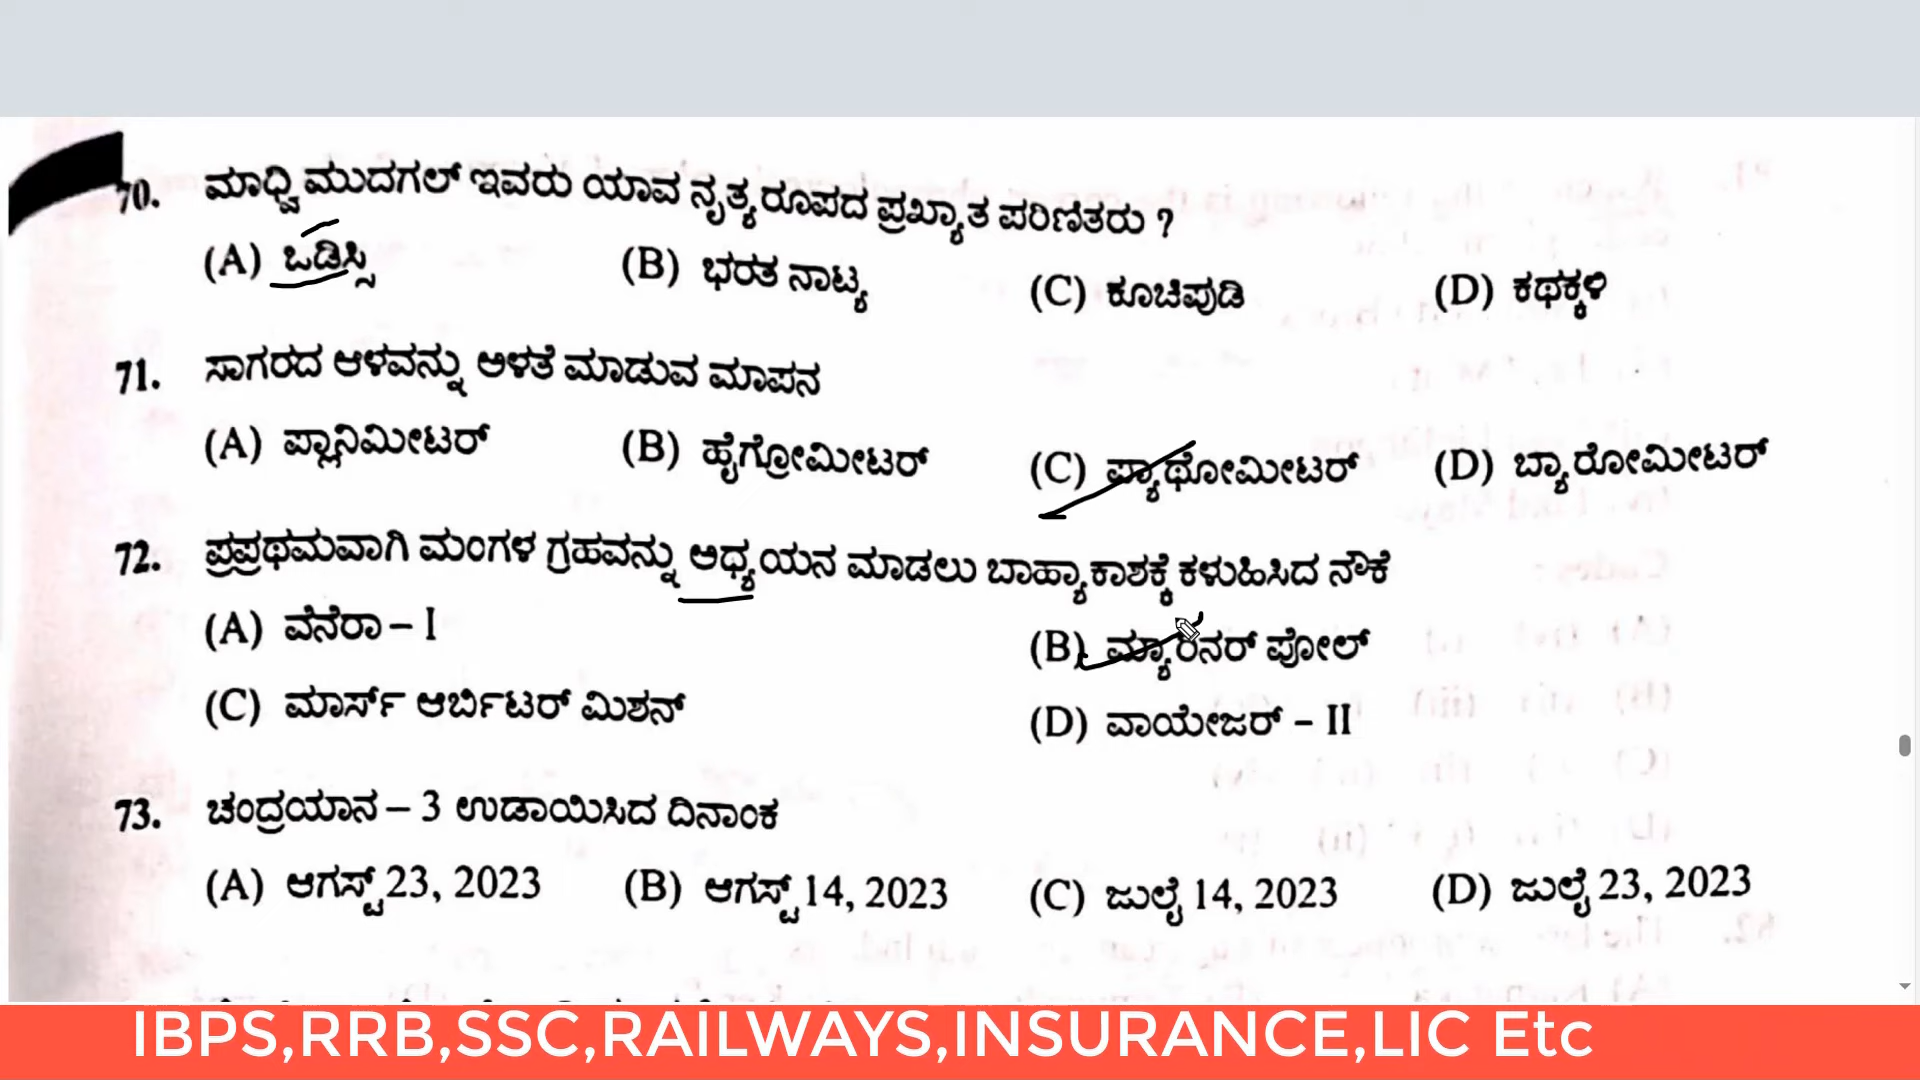 70. ಮಾಧ್ವಿ ಮುದಗಲ್ ಇವರು ಯಾವ ನೃತ್ಯ ರೂಪದ ಪ್ರಖ್ಯಾತ ಪರಿಣಿತರು ?
(A) ಒಡಿಸ್ಸಿ (B) ಭರತ ನಾಟ್ಯ (C) ಕೂಚಿಪುಡಿ (D) ಕಥಕ್ಕಳಿ
71. ಸಾಗರದ ಆಳವನ್ನು ಅಳತೆ ಮಾಡುವ ಮಾಪನ
(A) ಪ್ಲಾನಿಮೀಟರ್ (B) ಹೈಗ್ರೋಮೀಟರ್ (C) ಪ್ಯಾಥೋಮೀಟರ್ (D) ಬ್ಯಾರೋಮೀಟರ್
72. ಪ್ರಪ್ರಥಮವಾಗಿ ಮಂಗಳ ಗ್ರಹವನ್ನು ಅಧ್ಯಯನ ಮಾಡಲು ಬಾಹ್ಯಾಕಾಶಕ್ಕೆ ಕಳುಹಿಸಿದ ನೌಕೆ
(A) ವೆನೆರಾ – I (B) ಮ್ಯಾರಿನರ್ ಪೋಲ್
(C) ಮಾರ್ಸ್ ಆರ್ಬಿಟರ್ ಮಿಶನ್ (D) ವಾಯೇಜರ್ – II
73. ಚಂದ್ರಯಾನ – 3 ಉಡಾಯಿಸಿದ ದಿನಾಂಕ
(A) ಆಗಸ್ಟ್ 23, 2023 (B) ಆಗಸ್ಟ್ 14, 2023 (C) ಜುಲೈ 14, 2023 (D) ಜುಲೈ 23, 2023
IBPS,RRB,SSC,RAILWAYS,INSURANCE,LIC Etc